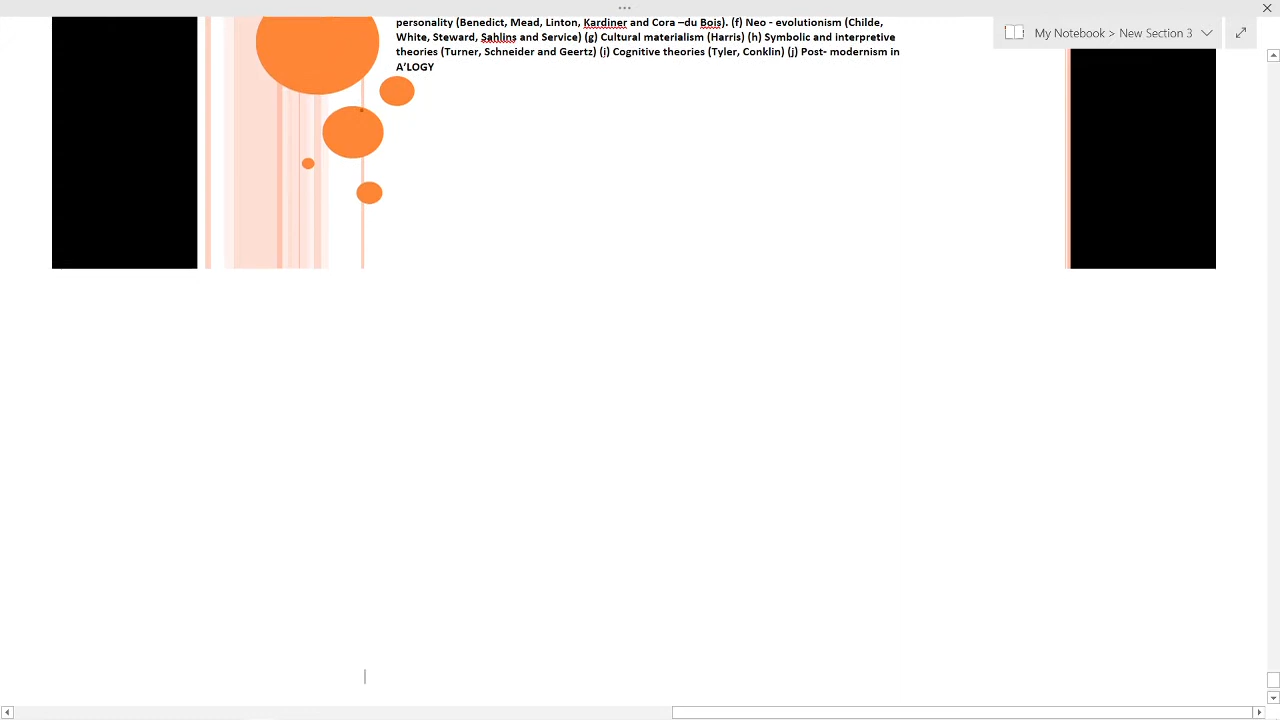 personality (Benedict, Mead, Linton, Kardiner and Cora –du Bois). (f) Neo - evolutionism (Childe,
White, Steward, Sahlins and Service) (g) Cultural materialism (Harris) (h) Symbolic and interpretive
theories (Turner, Schneider and Geertz) (i) Cognitive theories (Tyler, Conklin) (j) Post- modernism in
A’LOGY
My Notebook > New Section 3